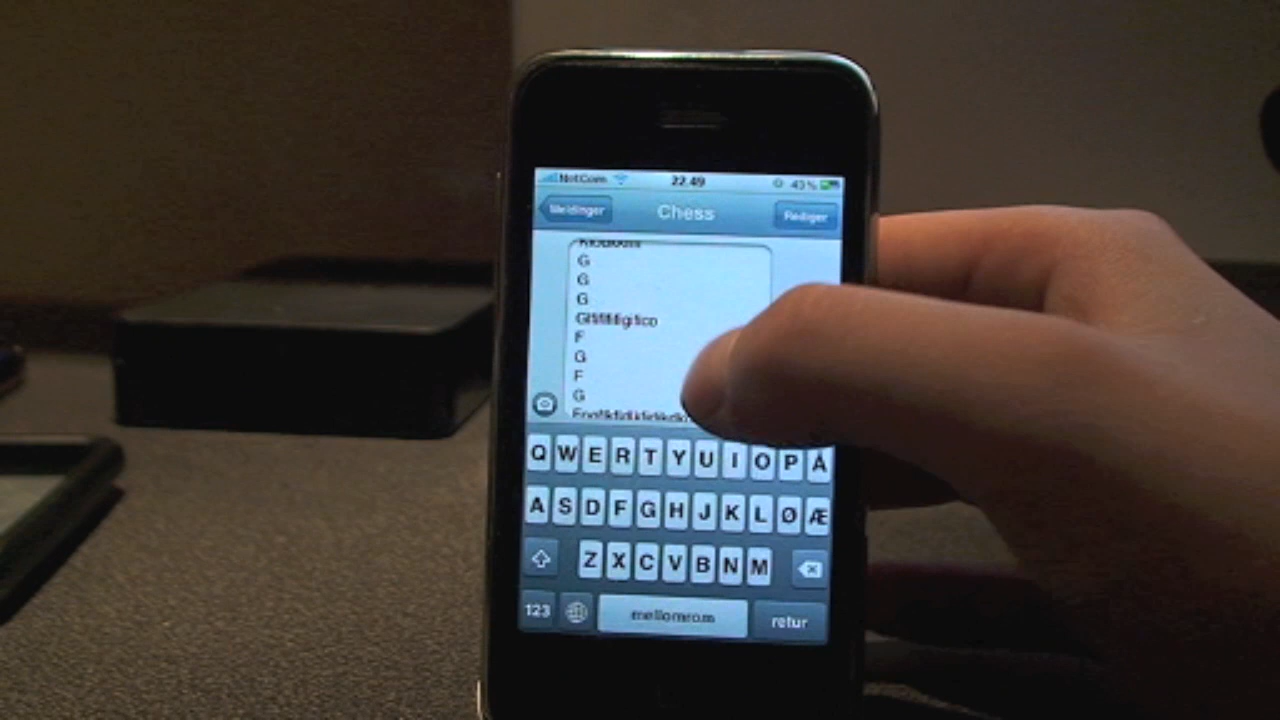 NetCom 22.49 43%
Meldinger Chess Rediger
G
G
G
F
G
F
G
Q W E R T Y U I O P Å
A S D F G H J K L Ø Æ
Z X C V B N M
123 mellomrom retur